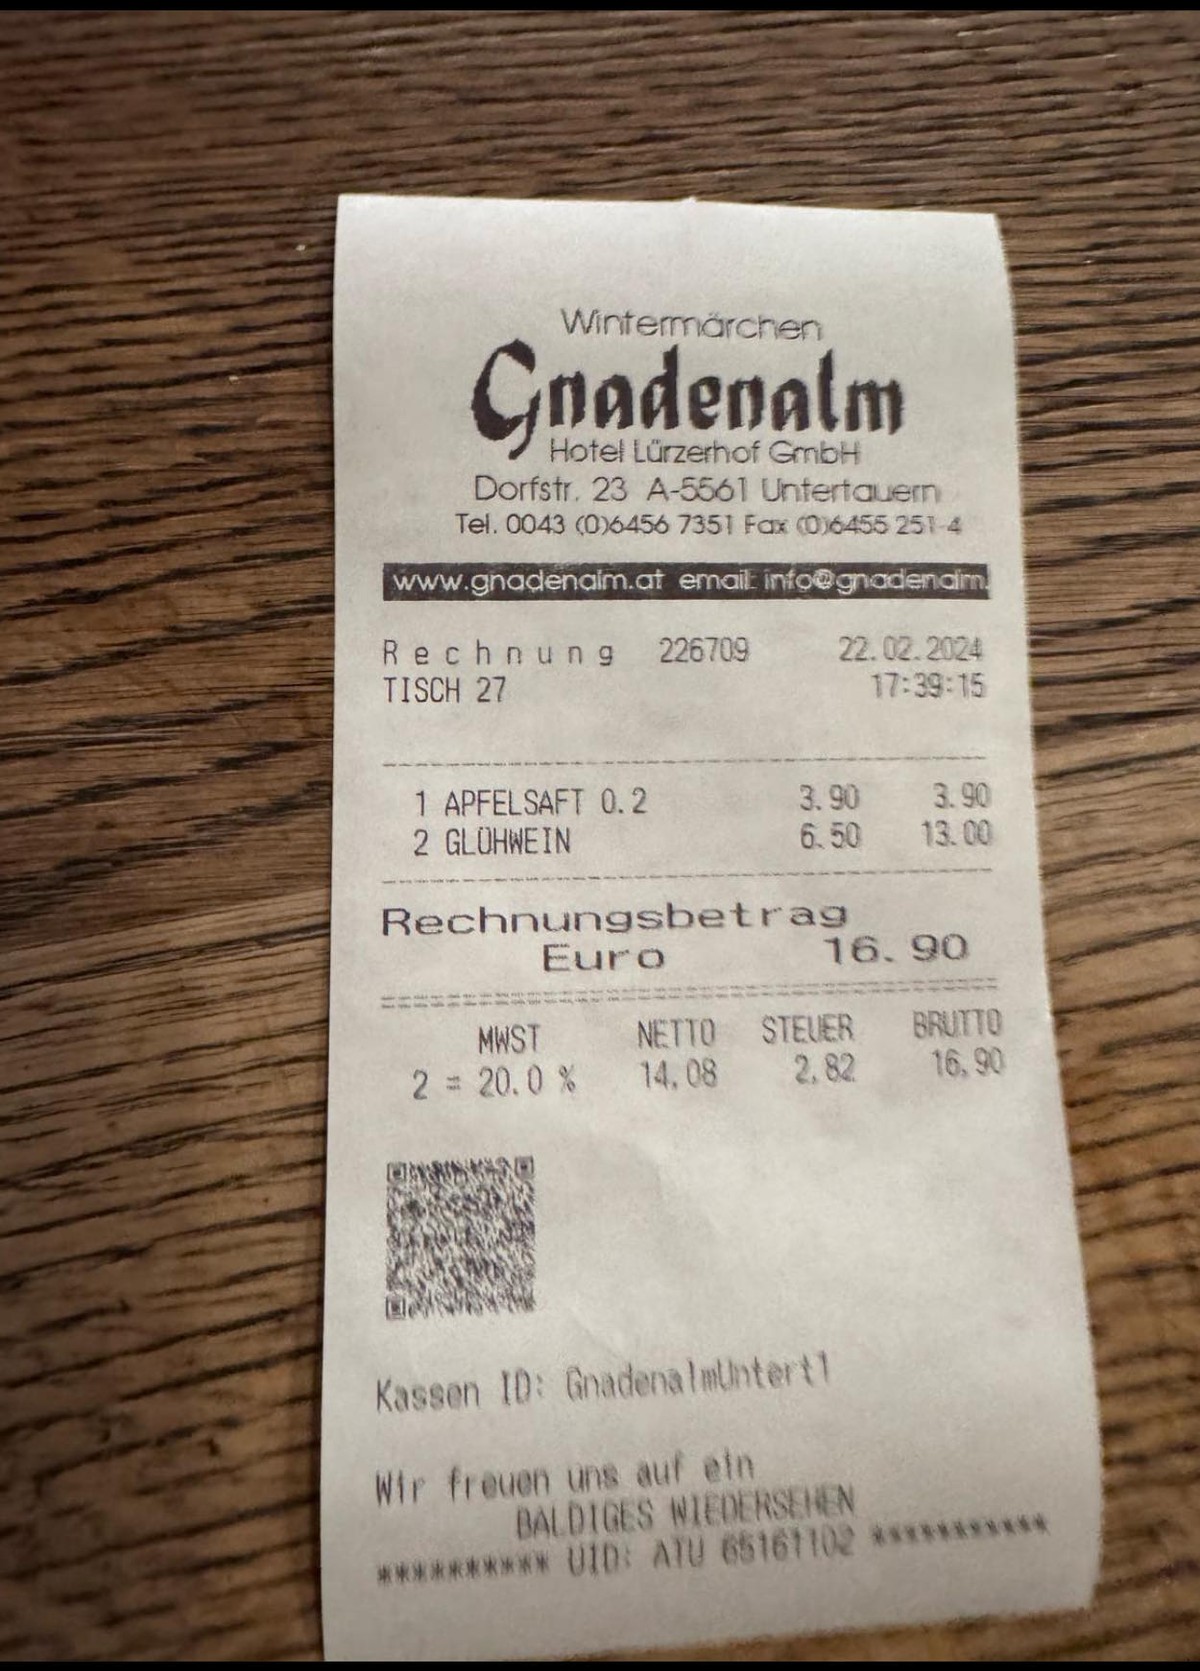 Wintermärchen
Gnadenalm
Hotel Lürzerhof GmbH
Dorfstr. 23 A-5561 Untertauern
Tel. 0043 (0)6456 7351 Fax (0)6455 251-4
www.gnadenalm.at email: info@gnadenalm.
Rechnung 226709 22.02.2024
TISCH 27 17:39:15
1 APFELSAFT 0.2 3.90 3.90
2 GLÜHWEIN 6.50 13.00
Rechnungsbetrag
Euro 16.90
MWST NETTO STEUER BRUTTO
2 = 20.0 % 14,08 2,82 16,90
Kassen ID: GnadenalmUntert1
Wir freuen uns auf ein
BALDIGES WIEDERSEHEN
********** UID: ATU 65161102 **********